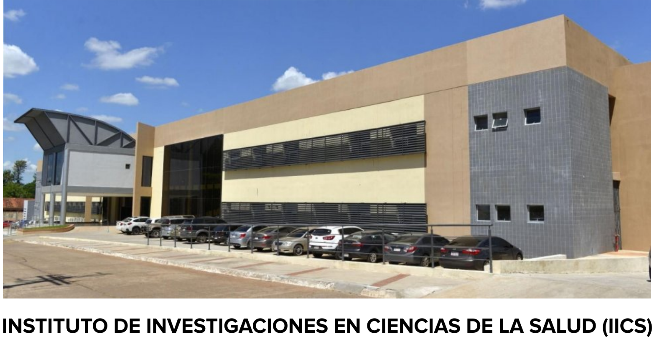 INSTITUTO DE INVESTIGACIONES EN CIENCIAS DE LA SALUD (IICS)